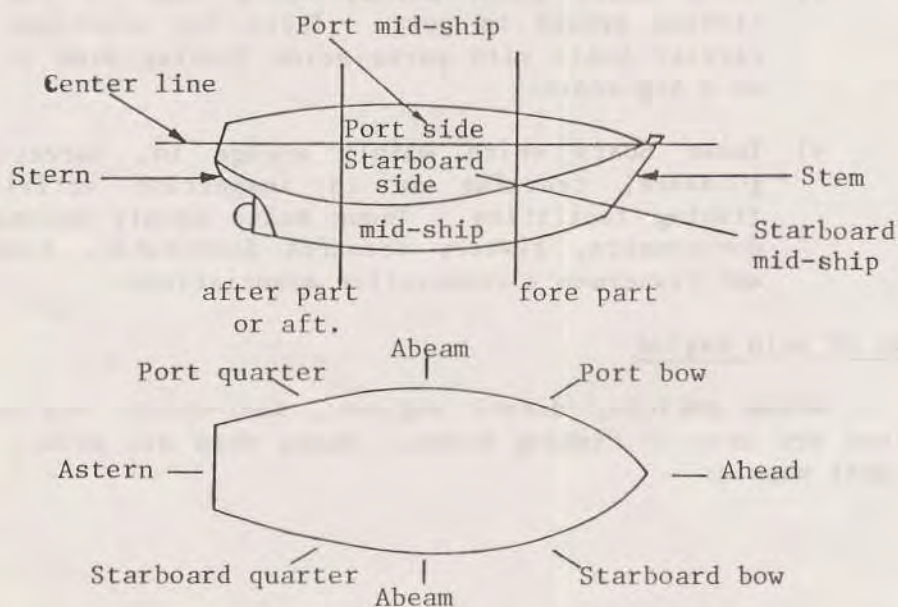 Port mid-ship
Center line
Port side
Starboard
side
Stern
Stem
mid-ship
Starboard
mid-ship
after part
or aft.
fore part
Abeam
Port quarter
Port bow
Astern
Ahead
Starboard quarter
Starboard bow
Abeam